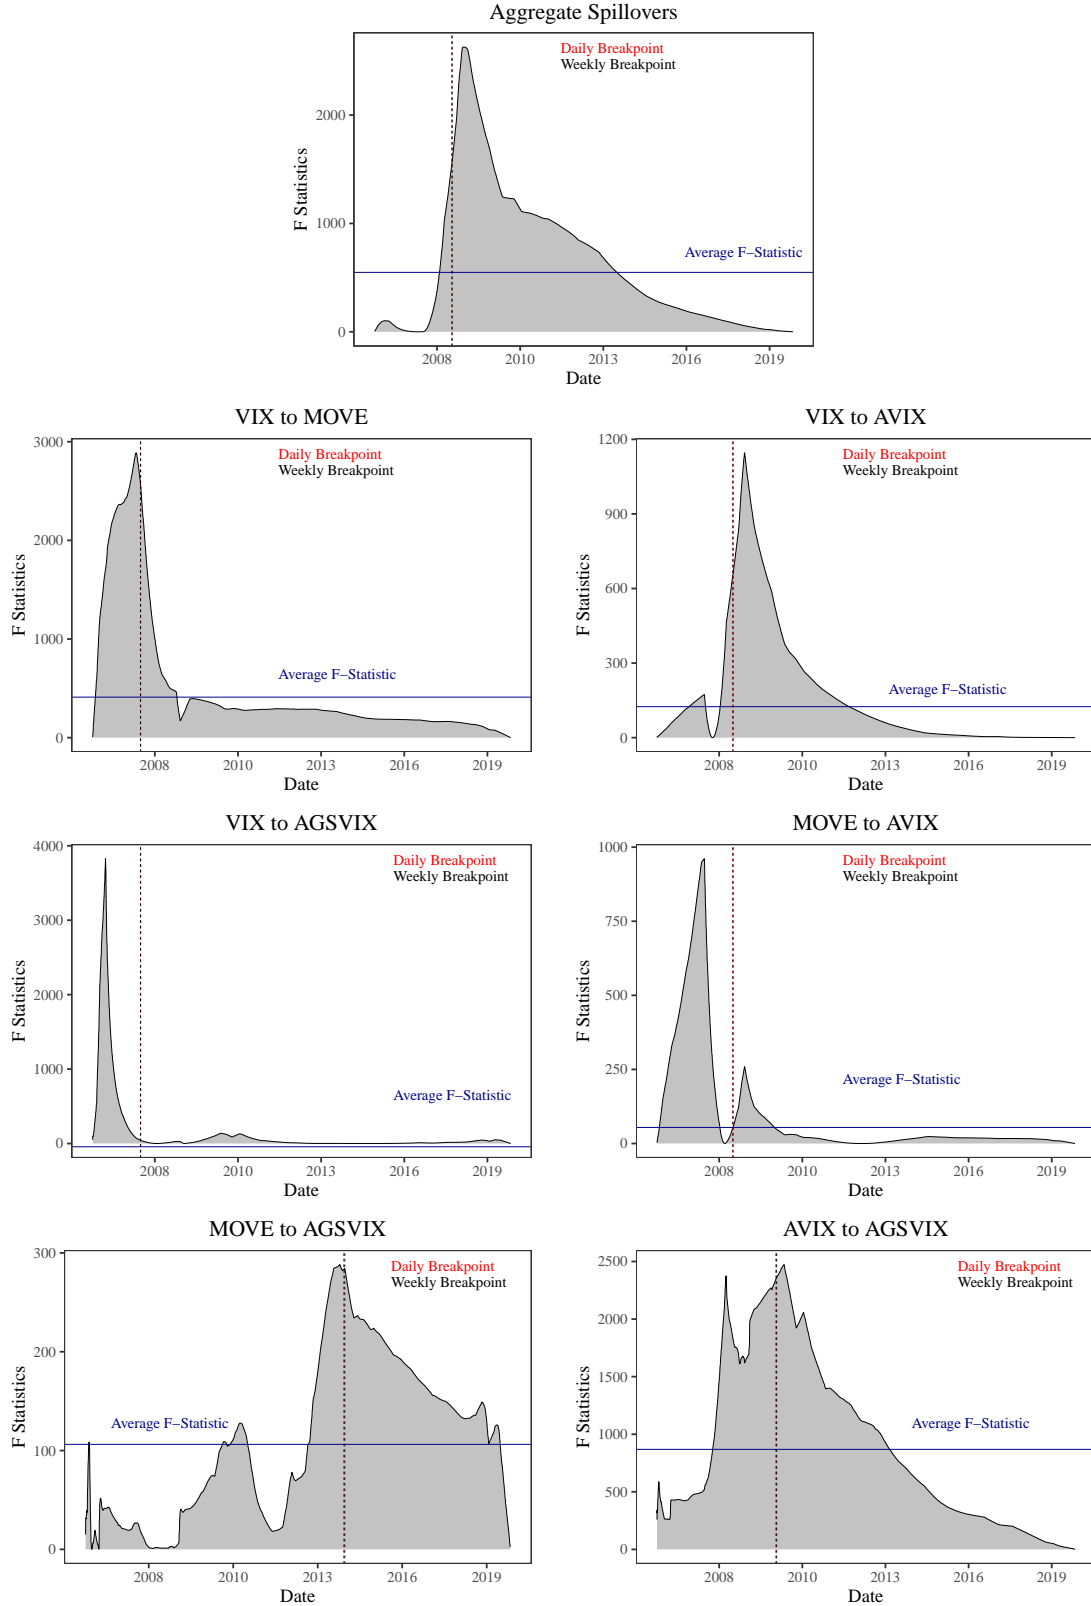 Aggregate Spillovers
Daily Breakpoint
Weekly Breakpoint
2000
1000
0
F Statistics
Average F−Statistic
2008 2010 2013 2016 2019
Date
VIX to MOVE
Daily Breakpoint
Weekly Breakpoint
3000
2000
1000
0
F Statistics
Average F−Statistic
2008 2010 2013 2016 2019
Date
VIX to AVIX
Daily Breakpoint
Weekly Breakpoint
1200
900
600
300
0
F Statistics
Average F−Statistic
2008 2010 2013 2016 2019
Date
VIX to AGSVIX
Daily Breakpoint
Weekly Breakpoint
4000
3000
2000
1000
0
F Statistics
Average F−Statistic
2008 2010 2013 2016 2019
Date
MOVE to AVIX
Daily Breakpoint
Weekly Breakpoint
1000
750
500
250
0
F Statistics
Average F−Statistic
2008 2010 2013 2016 2019
Date
MOVE to AGSVIX
Daily Breakpoint
Weekly Breakpoint
300
200
100
0
F Statistics
Average F−Statistic
2008 2010 2013 2016 2019
Date
AVIX to AGSVIX
Daily Breakpoint
Weekly Breakpoint
2500
2000
1500
1000
500
0
F Statistics
Average F−Statistic
2008 2010 2013 2016 2019
Date